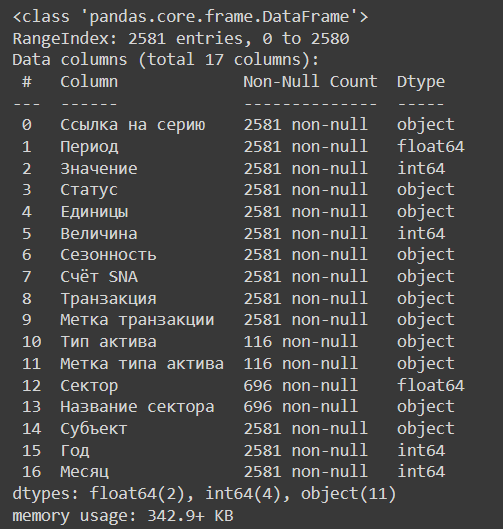 <class 'pandas.core.frame.DataFrame'>
RangeIndex: 2581 entries, 0 to 2580
Data columns (total 17 columns):
 #   Column              Non-Null Count  Dtype
---  ------              --------------  -----
 0   Ссылка на серию     2581 non-null   object
 1   Период              2581 non-null   float64
 2   Значение            2581 non-null   int64
 3   Статус              2581 non-null   object
 4   Единицы             2581 non-null   object
 5   Величина            2581 non-null   int64
 6   Сезонность          2581 non-null   object
 7   Счёт SNA            2581 non-null   object
 8   Транзакция          2581 non-null   object
 9   Метка транзакции    2581 non-null   object
 10  Тип актива          116 non-null    object
 11  Метка типа актива   116 non-null    object
 12  Сектор              696 non-null    float64
 13  Название сектора    696 non-null    object
 14  Субъект             2581 non-null   object
 15  Год                 2581 non-null   int64
 16  Месяц               2581 non-null   int64
dtypes: float64(2), int64(4), object(11)
memory usage: 342.9+ KB